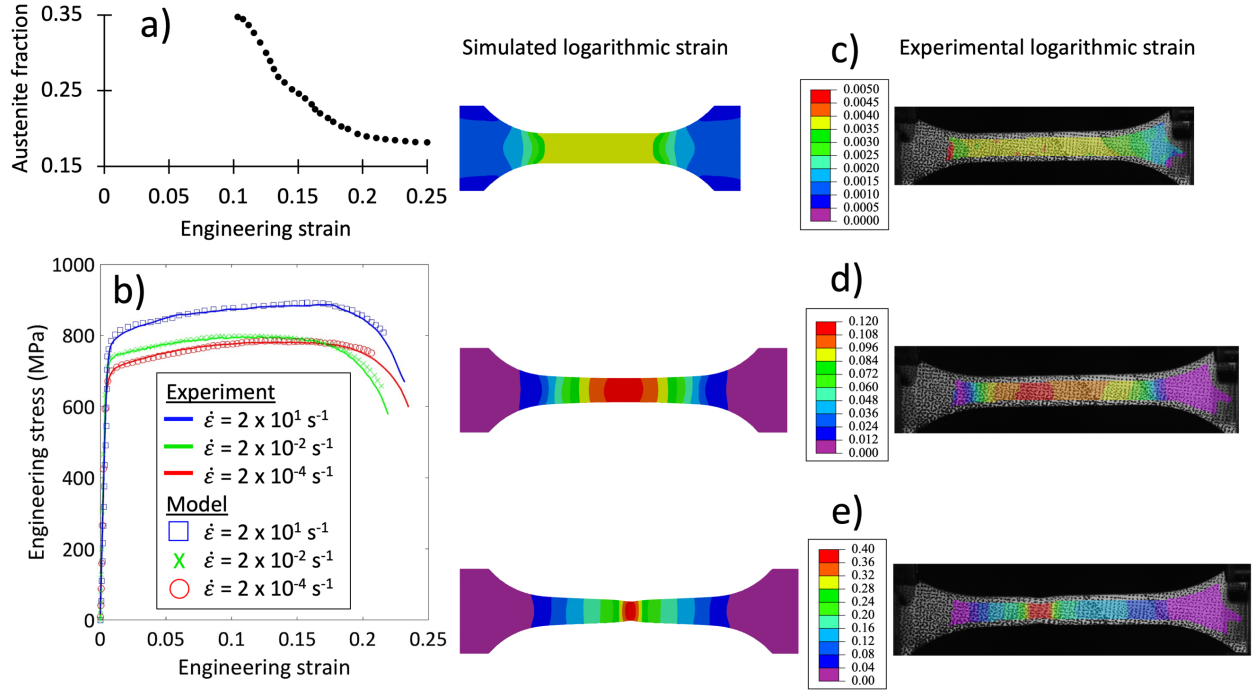 a)
Austenite fraction
0.35
0.25
0.15
0
0.05
0.1
0.15
0.2
0.25
Engineering strain
Simulated logarithmic strain
c)
Experimental logarithmic strain
0.0050
0.0045
0.0040
0.0035
0.0030
0.0025
0.0020
0.0015
0.0010
0.0005
0.0000
b)
Engineering stress (MPa)
1000
800
600
400
200
0
0
0.05
0.1
0.15
0.2
0.25
Engineering strain
Experiment
ε̇ = 2 x 10¹ s⁻¹
ε̇ = 2 x 10⁻² s⁻¹
ε̇ = 2 x 10⁻⁴ s⁻¹
Model
ε̇ = 2 x 10¹ s⁻¹
ε̇ = 2 x 10⁻² s⁻¹
ε̇ = 2 x 10⁻⁴ s⁻¹
d)
0.120
0.108
0.096
0.084
0.072
0.060
0.048
0.036
0.024
0.012
0.000
e)
0.40
0.36
0.32
0.28
0.24
0.20
0.16
0.12
0.08
0.04
0.00